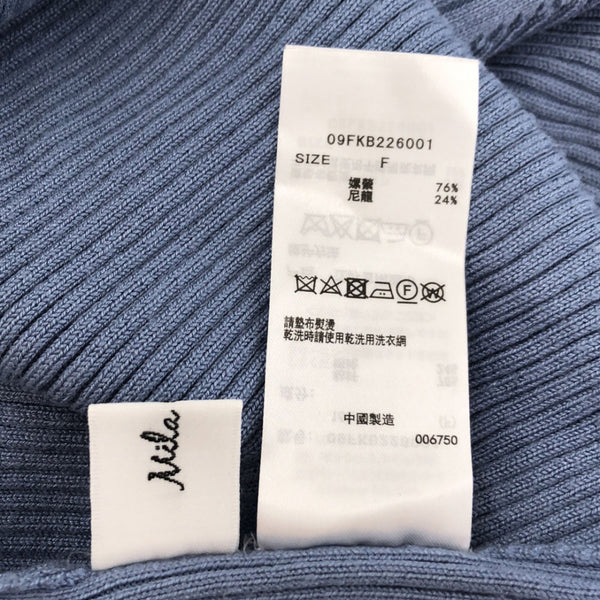 09FKB226001
SIZE F
嫘縈 76%
尼龍 24%
請墊布熨燙
乾洗時請使用乾洗用洗衣網
中國製造
006750
Mila